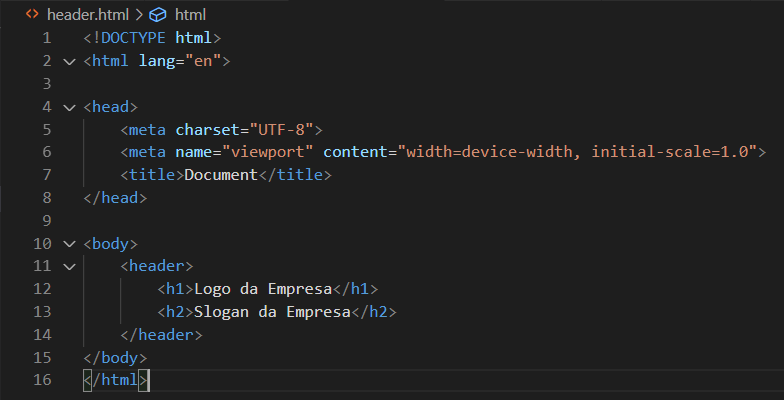 header.html > html
1 <!DOCTYPE html>
2 <html lang="en">
3
4 <head>
5     <meta charset="UTF-8">
6     <meta name="viewport" content="width=device-width, initial-scale=1.0">
7     <title>Document</title>
8 </head>
9
10 <body>
11     <header>
12         <h1>Logo da Empresa</h1>
13         <h2>Slogan da Empresa</h2>
14     </header>
15 </body>
16 </html>